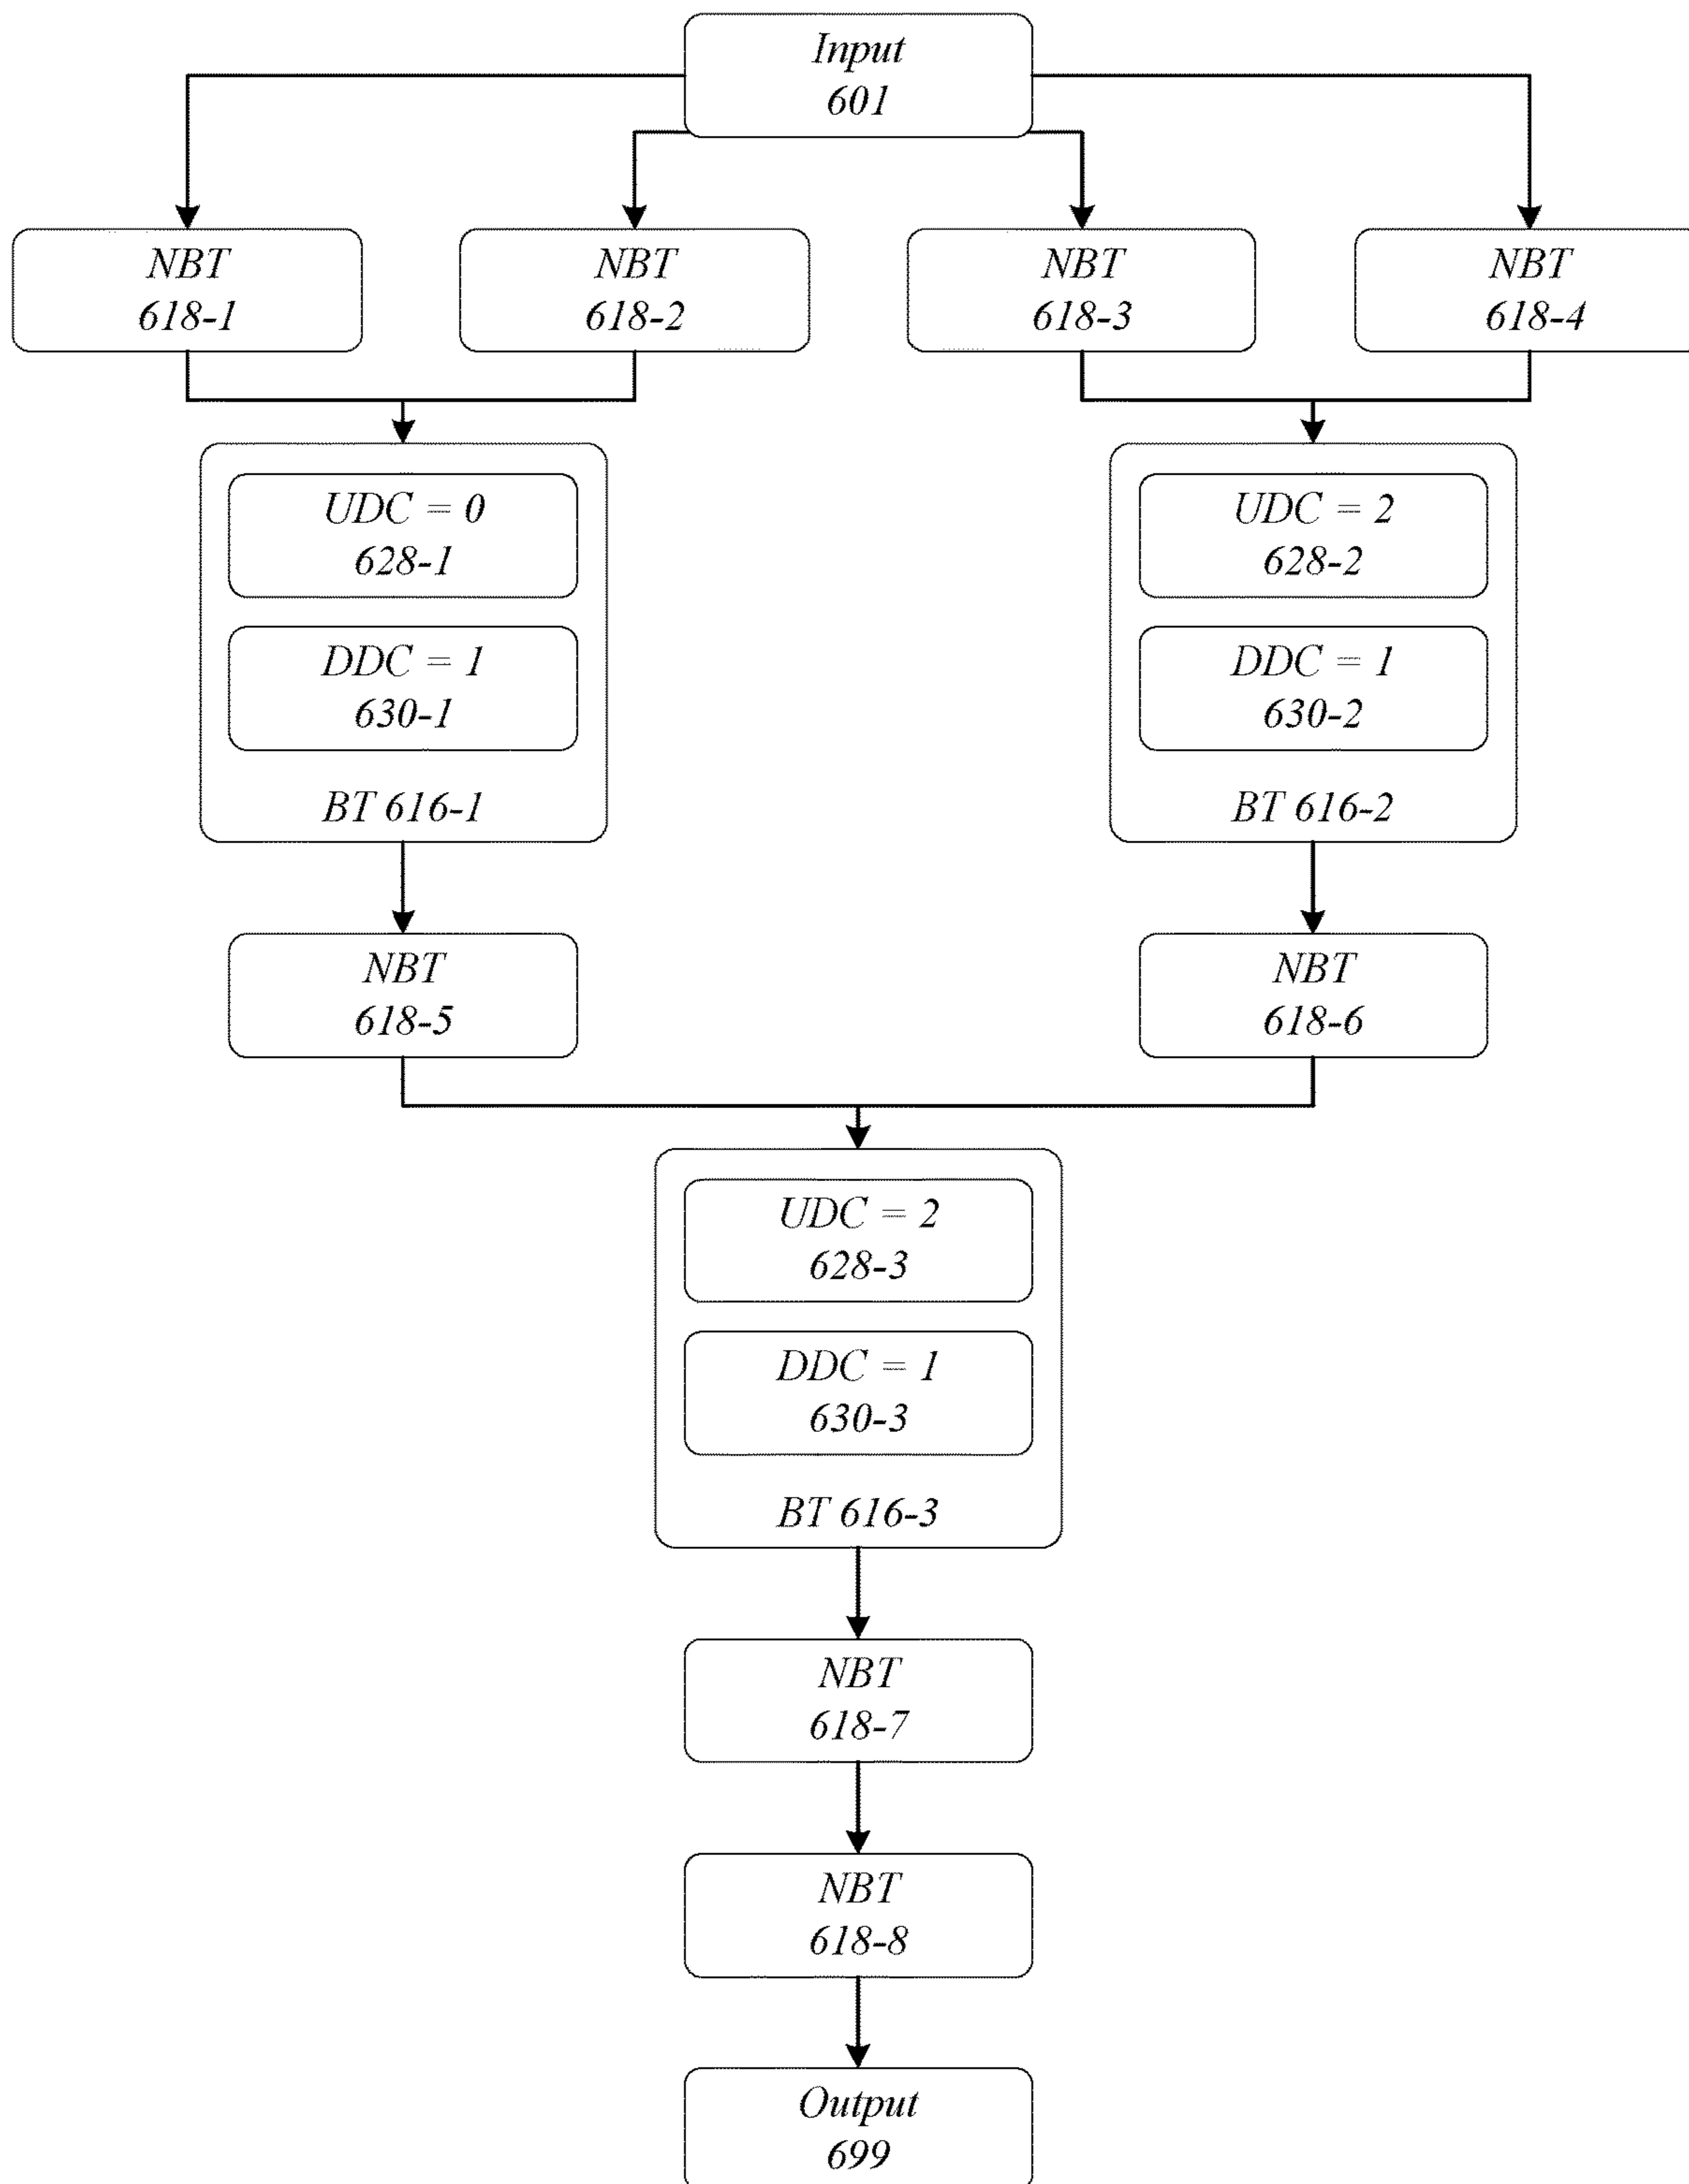 Input
601
NBT
618-1
NBT
618-2
NBT
618-3
NBT
618-4
UDC = 0
628-1
DDC = 1
630-1
BT 616-1
UDC = 2
628-2
DDC = 1
630-2
BT 616-2
NBT
618-5
NBT
618-6
UDC = 2
628-3
DDC = 1
630-3
BT 616-3
NBT
618-7
NBT
618-8
Output
699